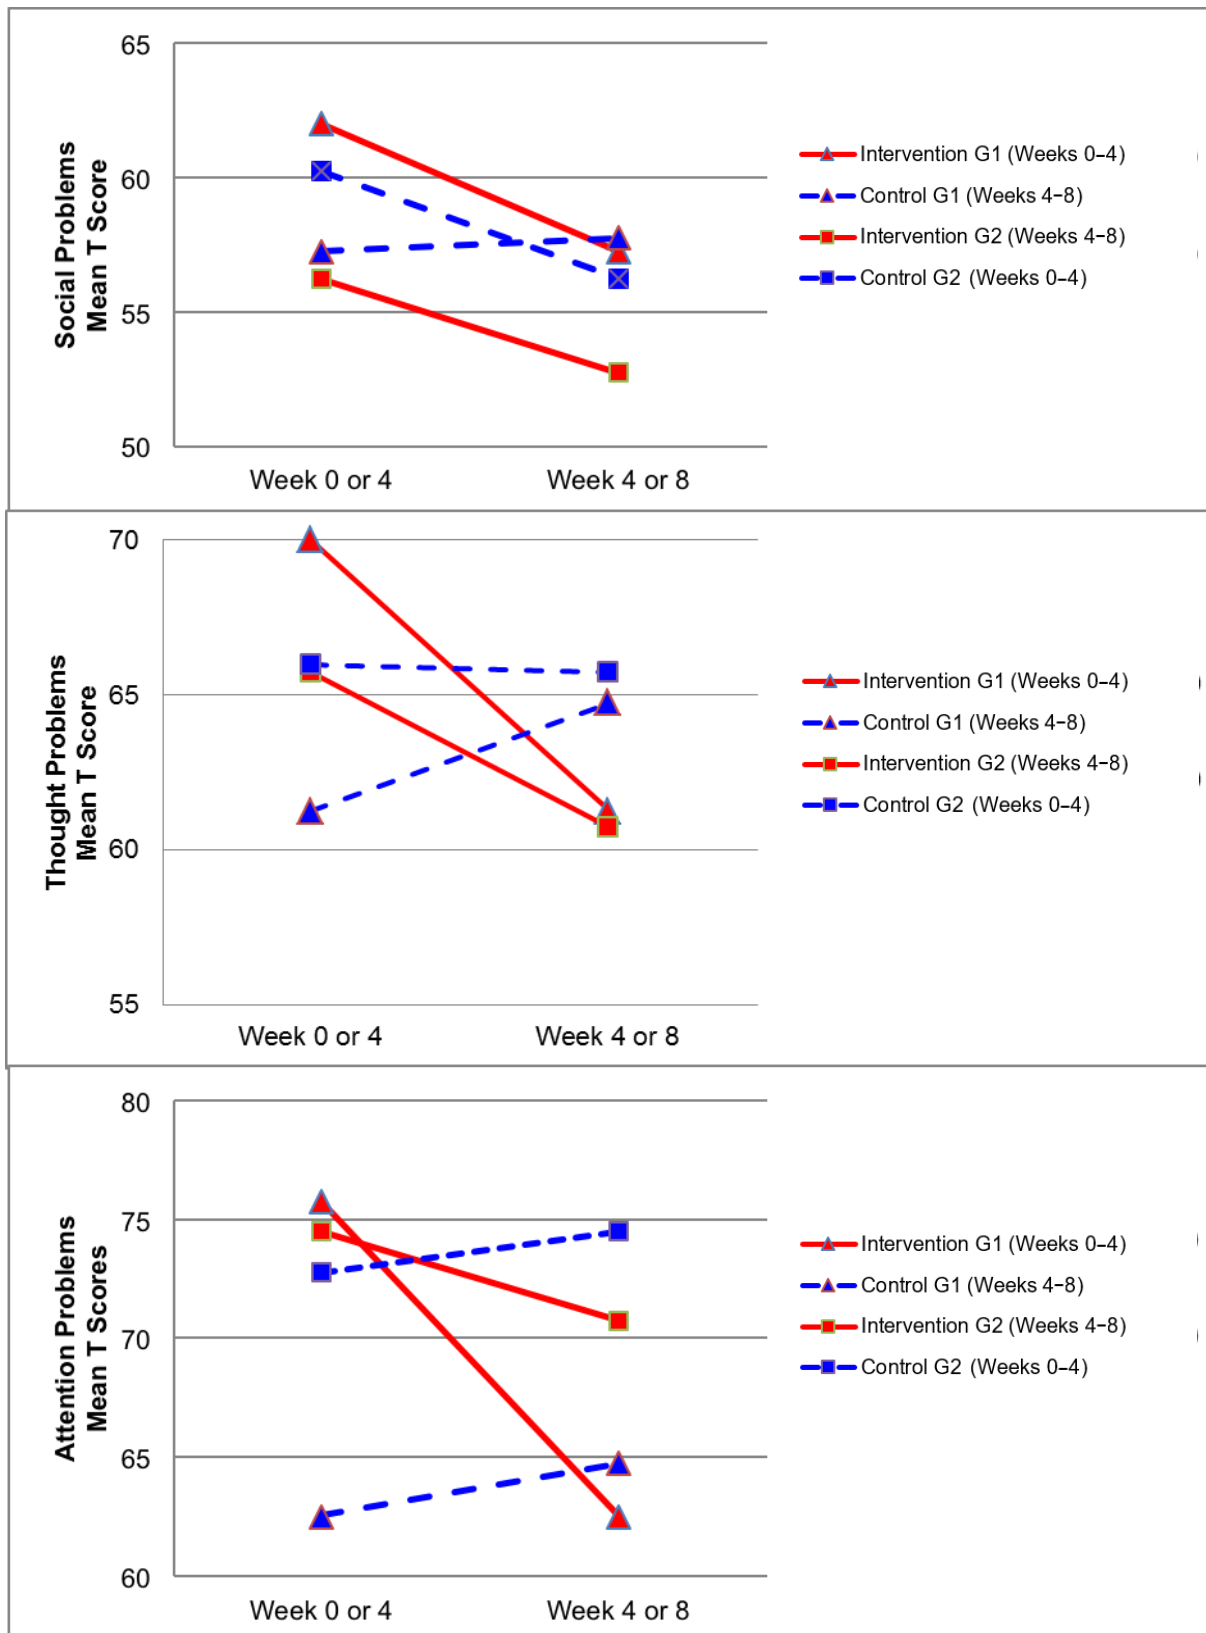 65
60
55
50
Social Problems
Mean T Score
Week 0 or 4
Week 4 or 8
Intervention G1 (Weeks 0–4)
Control G1 (Weeks 4–8)
Intervention G2 (Weeks 4–8)
Control G2 (Weeks 0–4)
70
65
60
55
Thought Problems
Mean T Score
Week 0 or 4
Week 4 or 8
Intervention G1 (Weeks 0–4)
Control G1 (Weeks 4–8)
Intervention G2 (Weeks 4–8)
Control G2 (Weeks 0–4)
80
75
70
65
60
Attention Problems
Mean T Scores
Week 0 or 4
Week 4 or 8
Intervention G1 (Weeks 0–4)
Control G1 (Weeks 4–8)
Intervention G2 (Weeks 4–8)
Control G2 (Weeks 0–4)